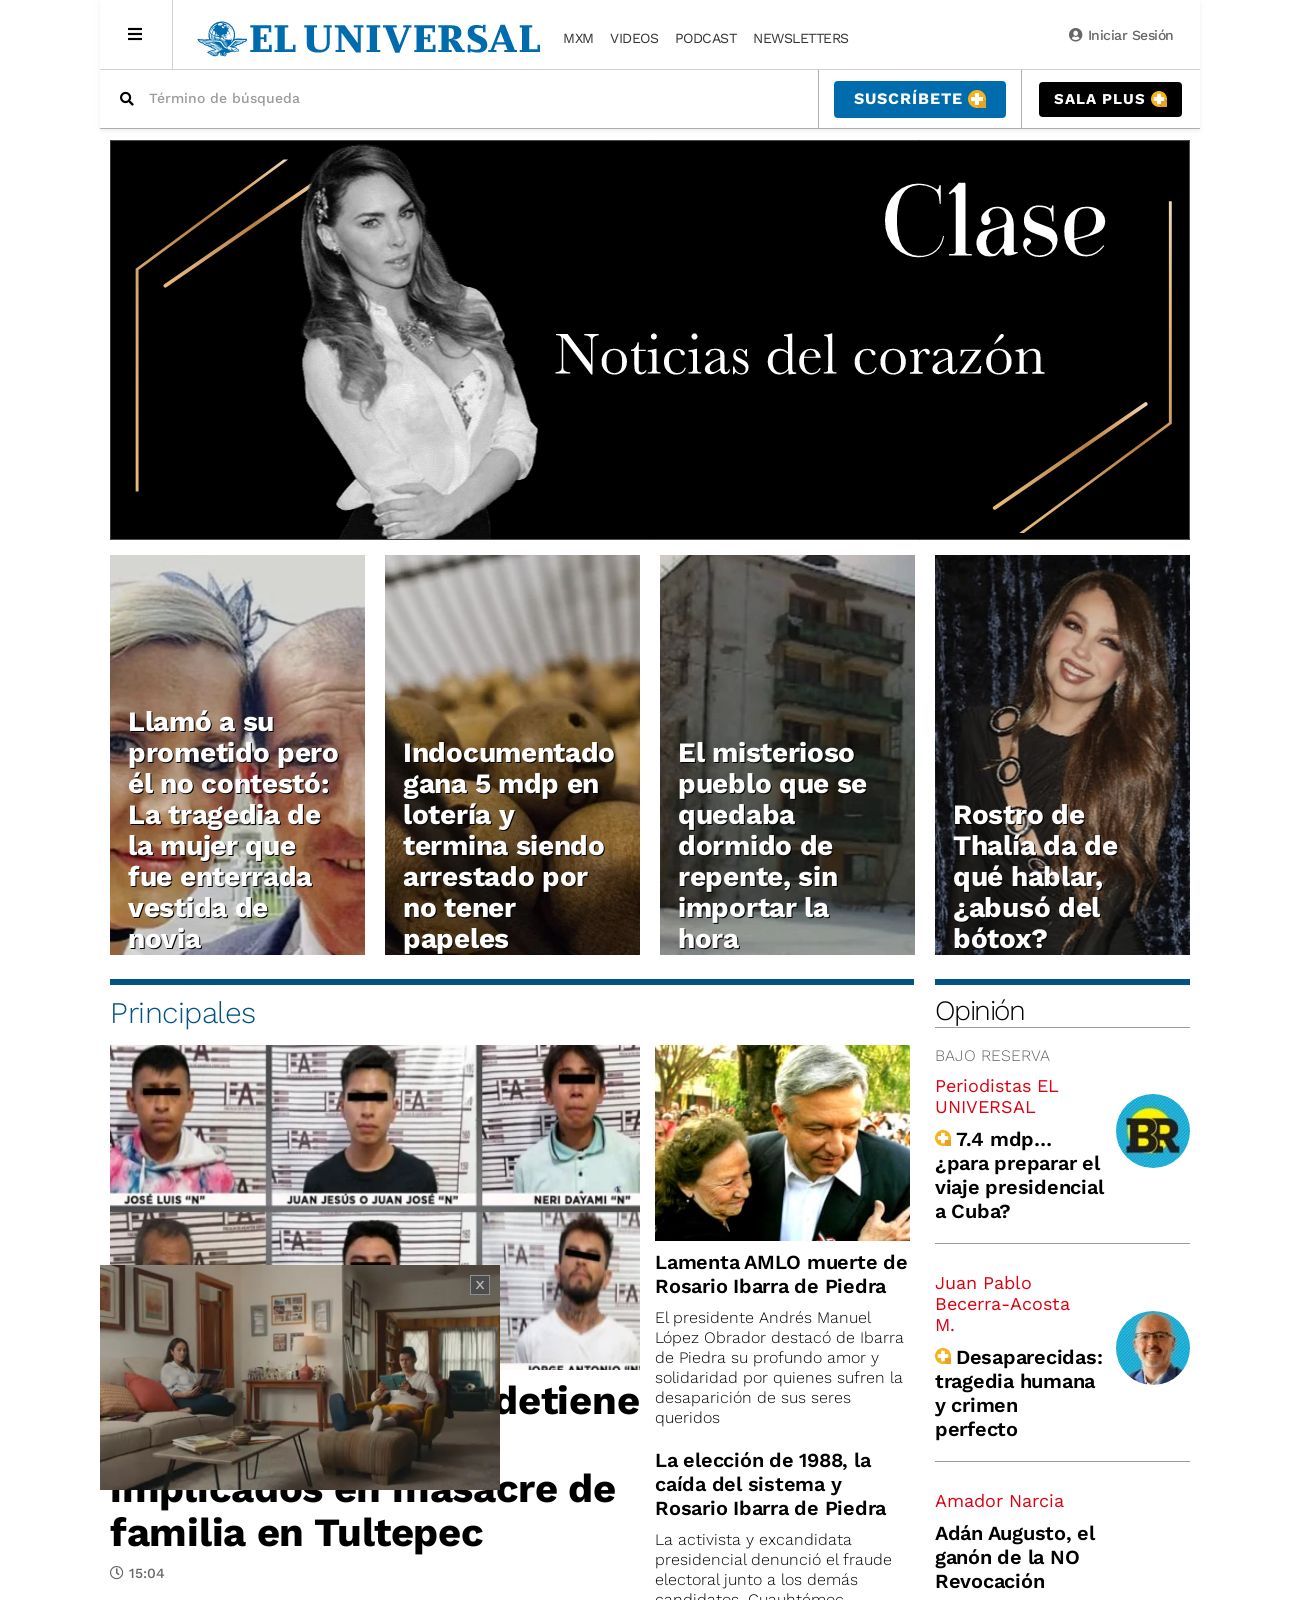 EL UNIVERSAL
MXM VIDEOS PODCAST NEWSLETTERS
Iniciar Sesión
Término de búsqueda
SUSCRÍBETE
SALA PLUS
Clase
Noticias del corazón
Llamó a su
prometido pero
él no contestó:
La tragedia de
la mujer que
fue enterrada
vestida de
novia
Indocumentado
gana 5 mdp en
lotería y
termina siendo
arrestado por
no tener
papeles
El misterioso
pueblo que se
quedaba
dormido de
repente, sin
importar la
hora
Rostro de
Thalía da de
qué hablar,
¿abusó del
bótox?
Principales
JOSÉ LUIS "N"
JUAN JESÚS O JUAN JOSÉ "N"
NERI DAYAMI "N"
JORGE ANTONIO "N"
X
detiene
implicados en masacre de
familia en Tultepec
15:04
Lamenta AMLO muerte de
Rosario Ibarra de Piedra
El presidente Andrés Manuel
López Obrador destacó de Ibarra
de Piedra su profundo amor y
solidaridad por quienes sufren la
desaparición de sus seres
queridos
La elección de 1988, la
caída del sistema y
Rosario Ibarra de Piedra
La activista y excandidata
presidencial denunció el fraude
electoral junto a los demás
candidatos, Cuauhtémoc
Opinión
BAJO RESERVA
Periodistas EL
UNIVERSAL
7.4 mdp…
¿para preparar el
viaje presidencial
a Cuba?
BR
Juan Pablo
Becerra-Acosta
M.
Desaparecidas:
tragedia humana
y crimen
perfecto
Amador Narcia
Adán Augusto, el
ganón de la NO
Revocación